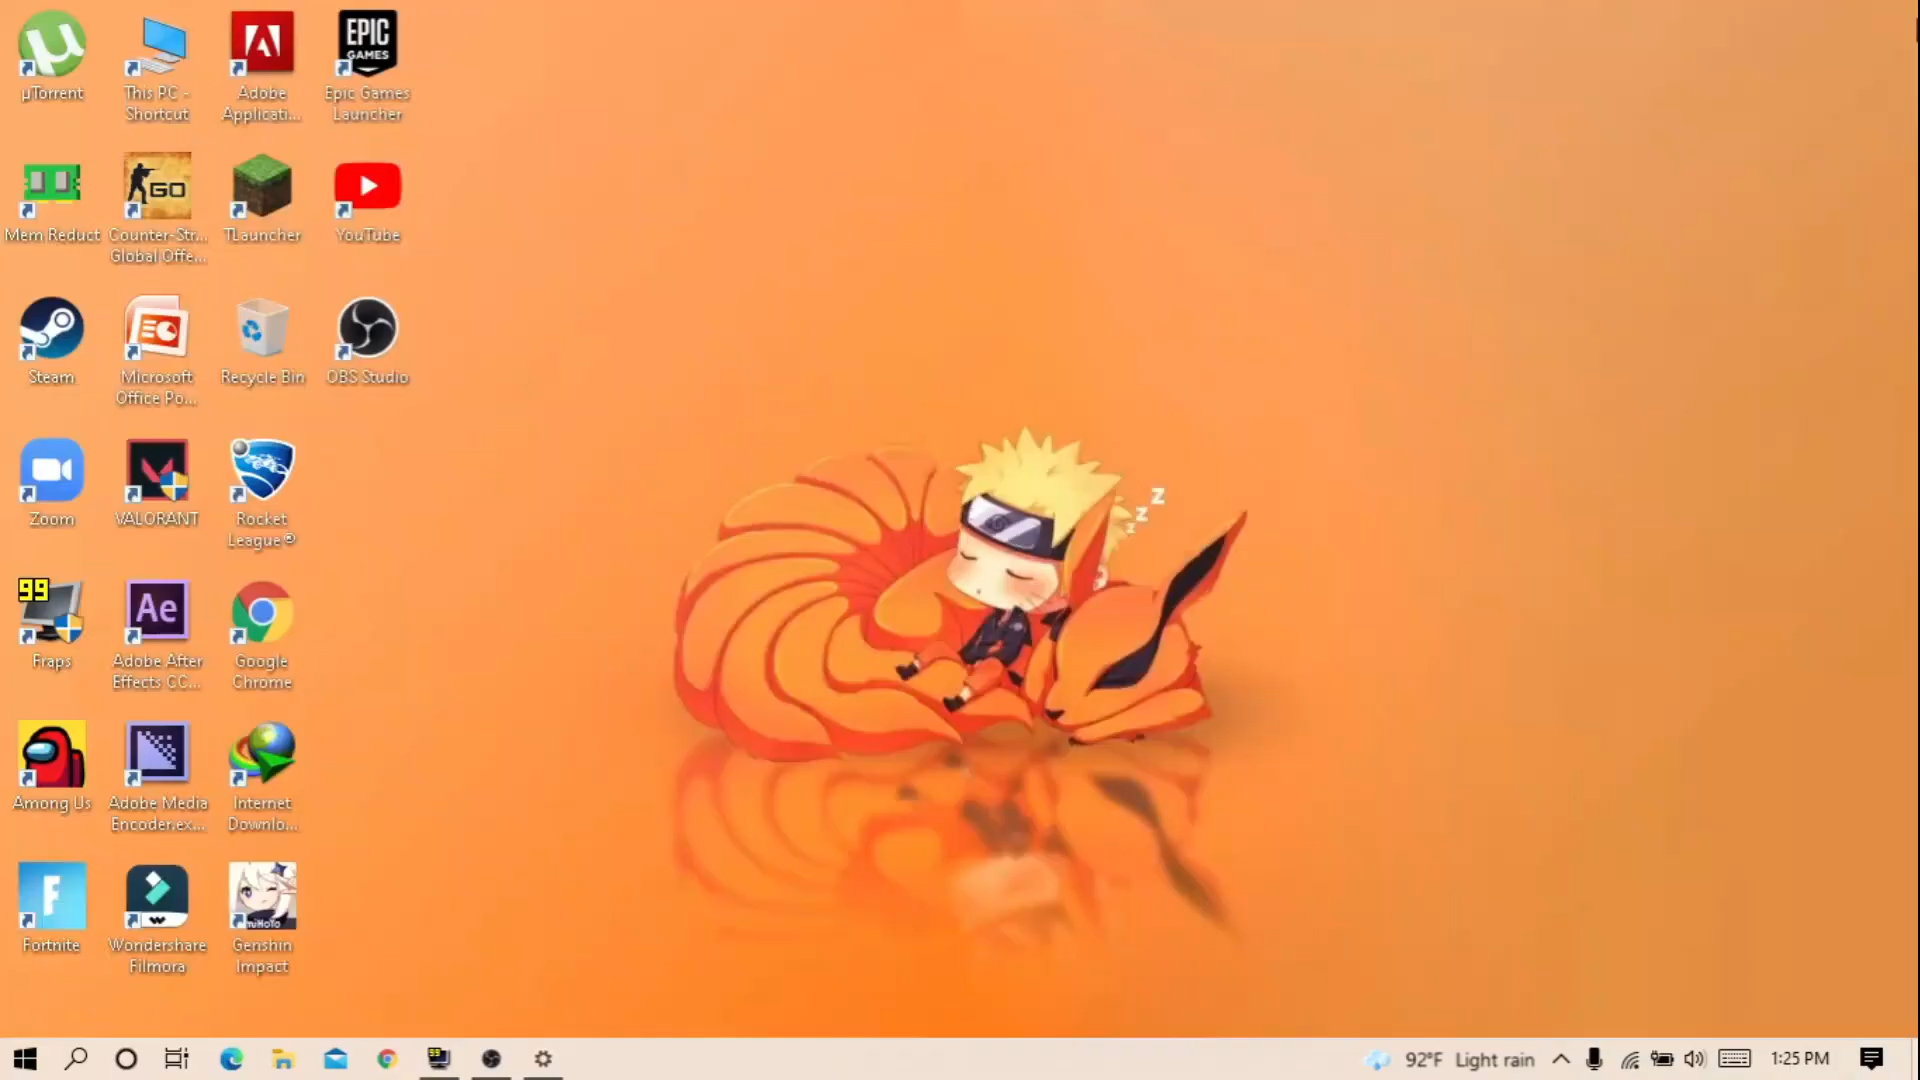 µTorrent
This PC -
Shortcut
Adobe
Applicati...
EPIC
GAMES
Epic Games
Launcher
Mem Reduct
GO
Counter-Str...
Global Offe...
TLauncher
YouTube
Steam
Microsoft
Office Po...
Recycle Bin
OBS Studio
Zoom
VALORANT
Rocket
League®
99
Fraps
Ae
Adobe After
Effects CC...
Google
Chrome
Among Us
Adobe Media
Encoder.ex...
Internet
Downlo...
F
Fortnite
Wondershare
Filmora
miHoYo
Genshin
Impact
z
z
z
99
92°F Light rain
1:25 PM